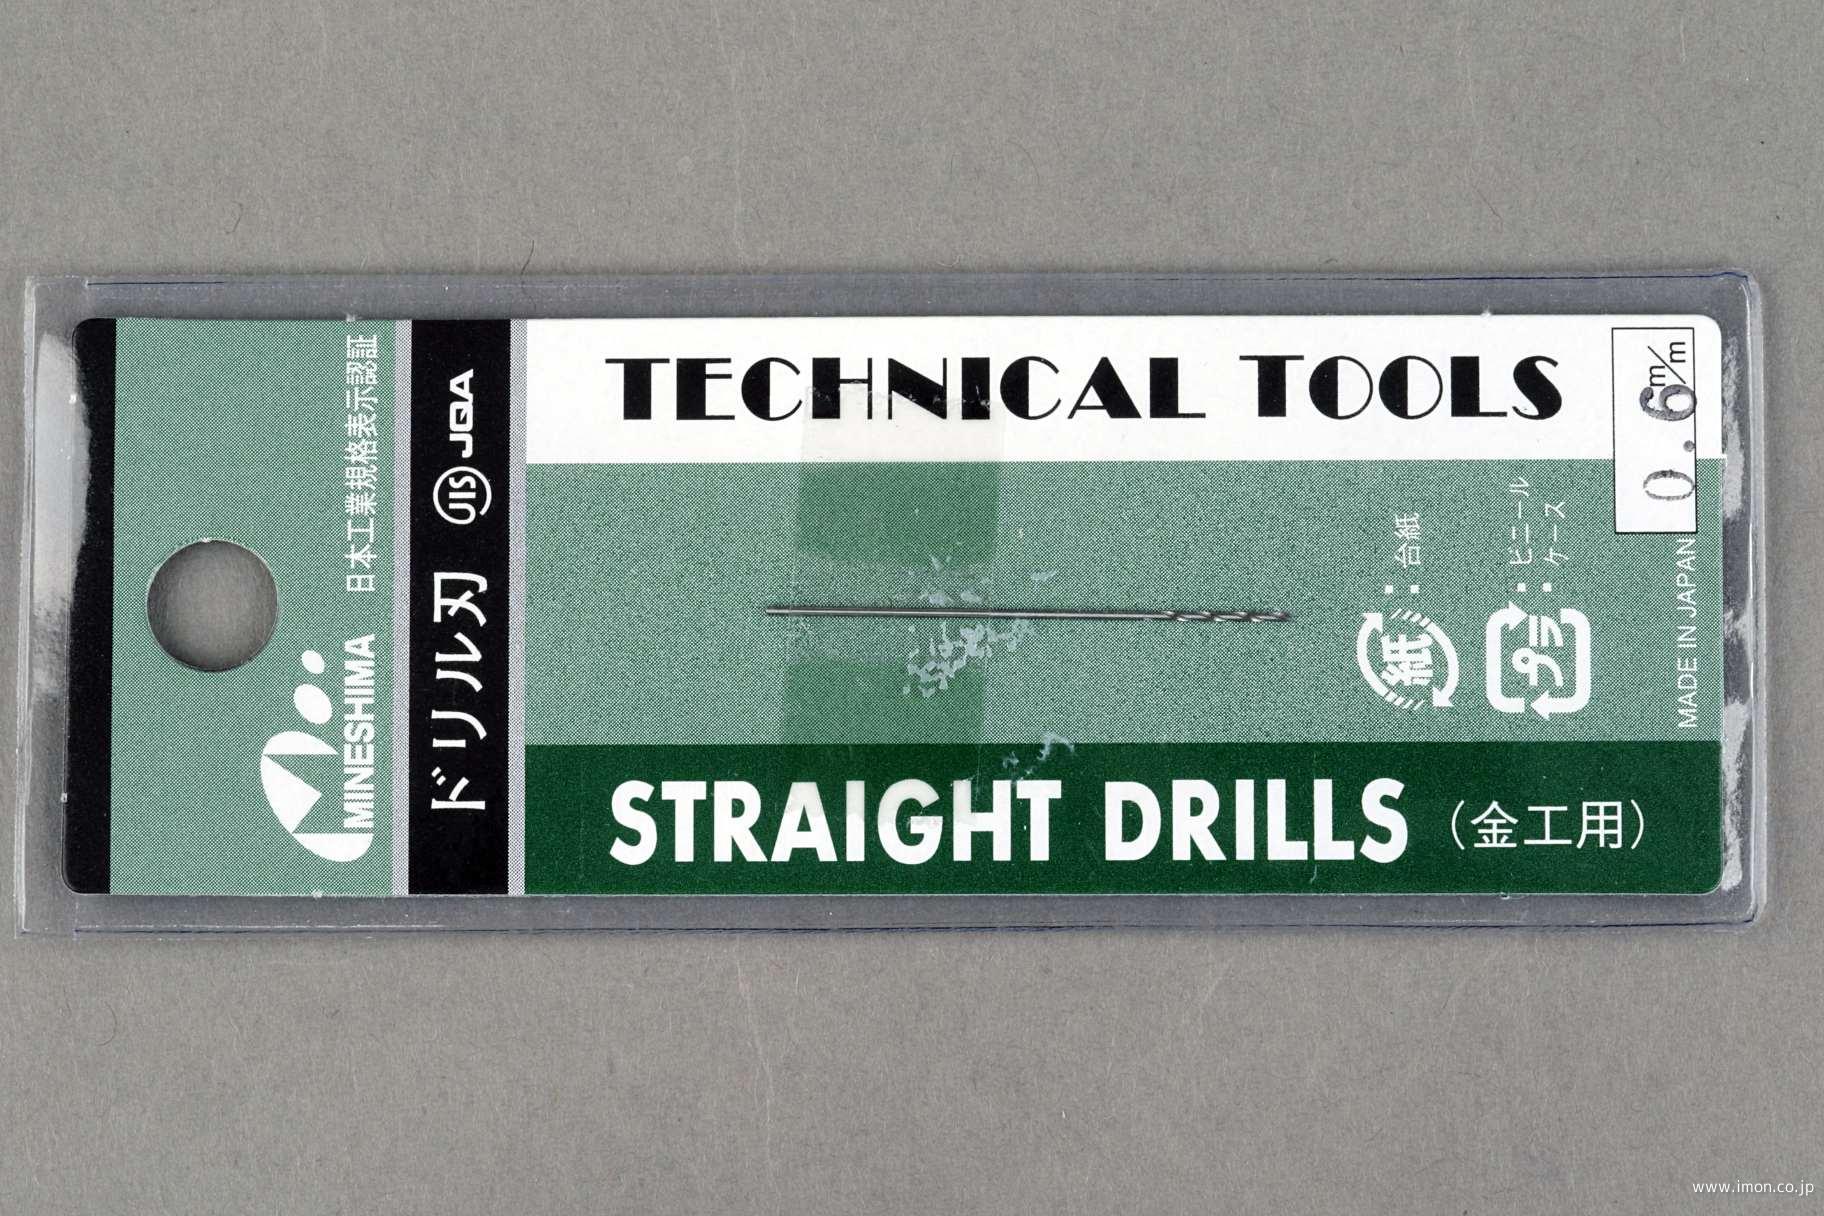 TECHNICAL TOOLS
STRAIGHT DRILLS (金工用)
ドリル刃 JIS JQA
MINESHIMA 日本工業規格表示認証
紙 : 台紙
プラ : ビニールケース
0.6 m/m
MADE IN JAPAN
www.imon.co.jp